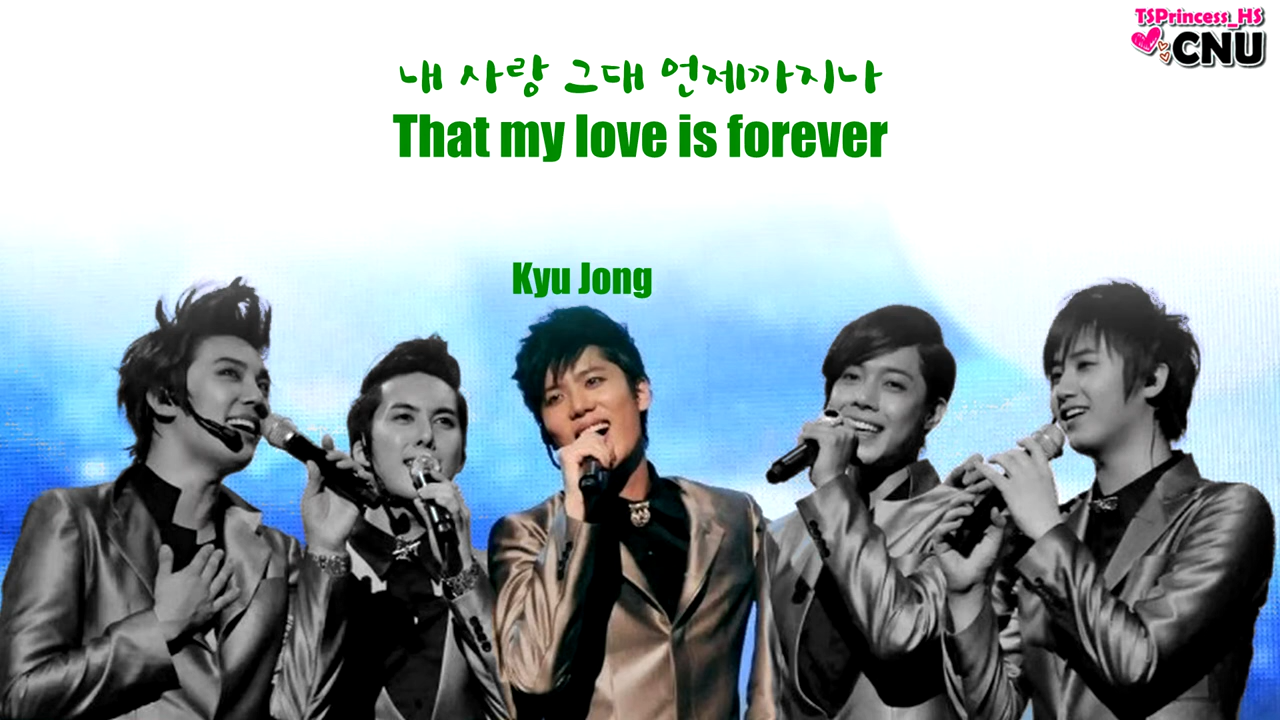 TSPrincess_HS
CNU
내 사랑 그대 언제까지나
That my love is forever
Kyu Jong